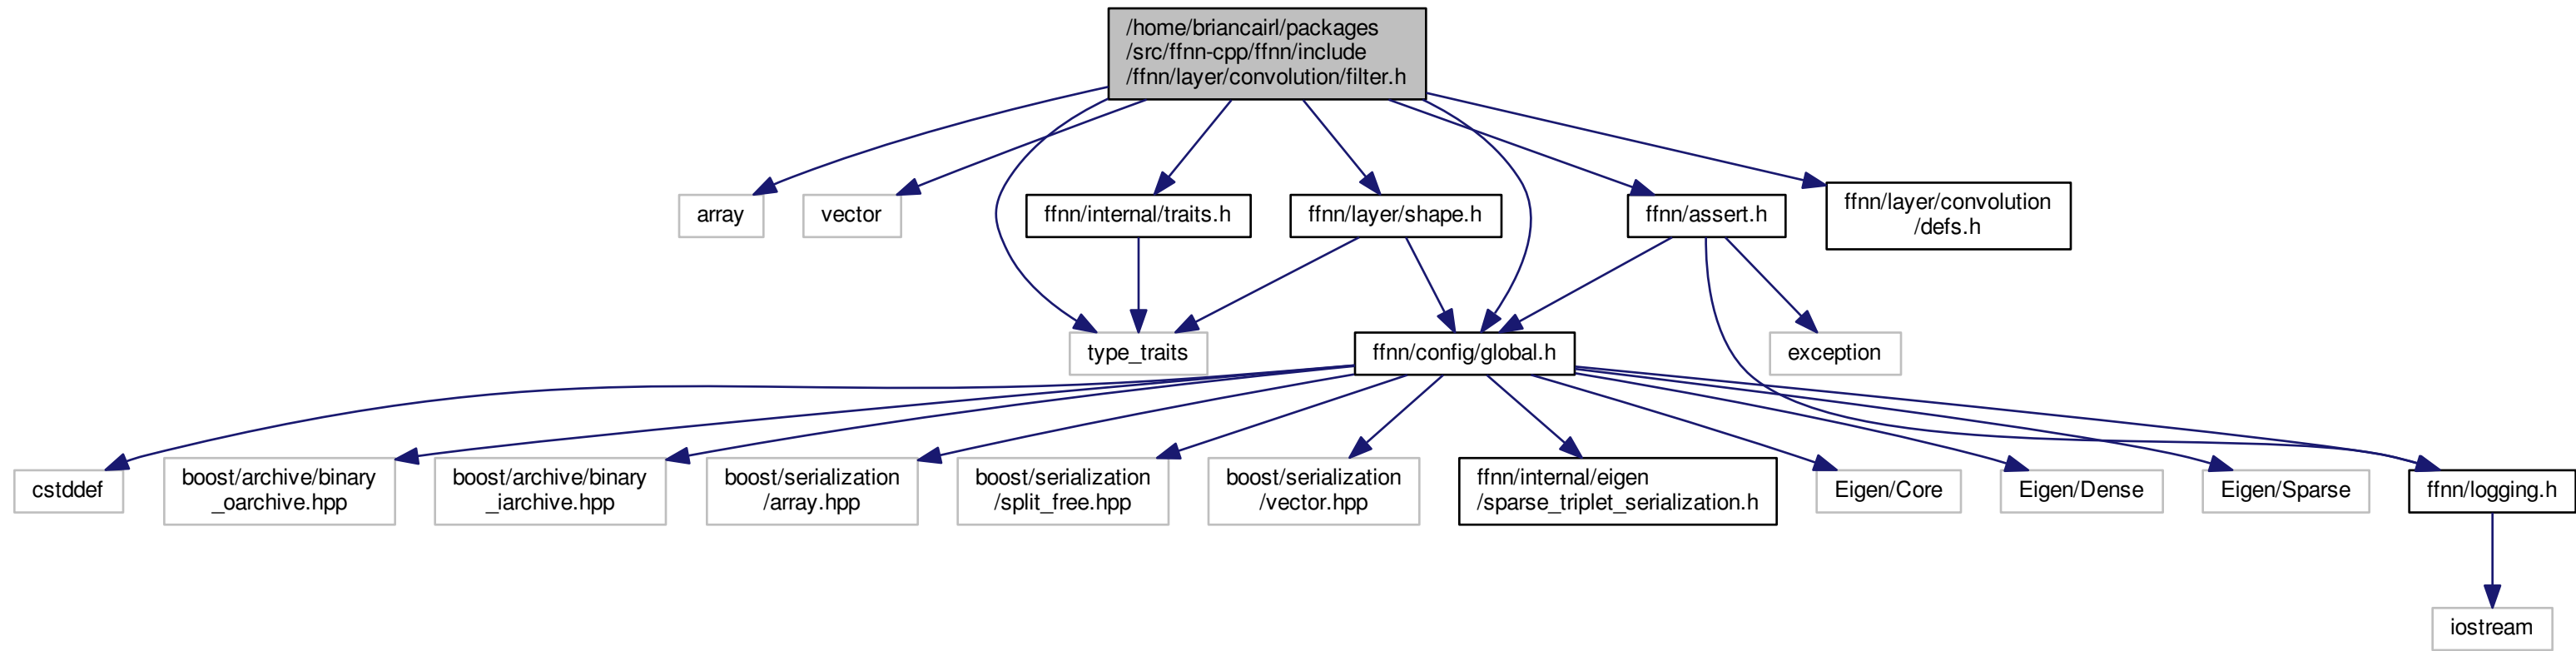 /home/briancairl/packages
/src/ffnn-cpp/ffnn/include
/ffnn/layer/convolution/filter.h
array
vector
ffnn/internal/traits.h
ffnn/layer/shape.h
ffnn/assert.h
ffnn/layer/convolution
/defs.h
type_traits
ffnn/config/global.h
exception
cstddef
boost/archive/binary
_oarchive.hpp
boost/archive/binary
_iarchive.hpp
boost/serialization
/array.hpp
boost/serialization
/split_free.hpp
boost/serialization
/vector.hpp
ffnn/internal/eigen
/sparse_triplet_serialization.h
Eigen/Core
Eigen/Dense
Eigen/Sparse
ffnn/logging.h
iostream